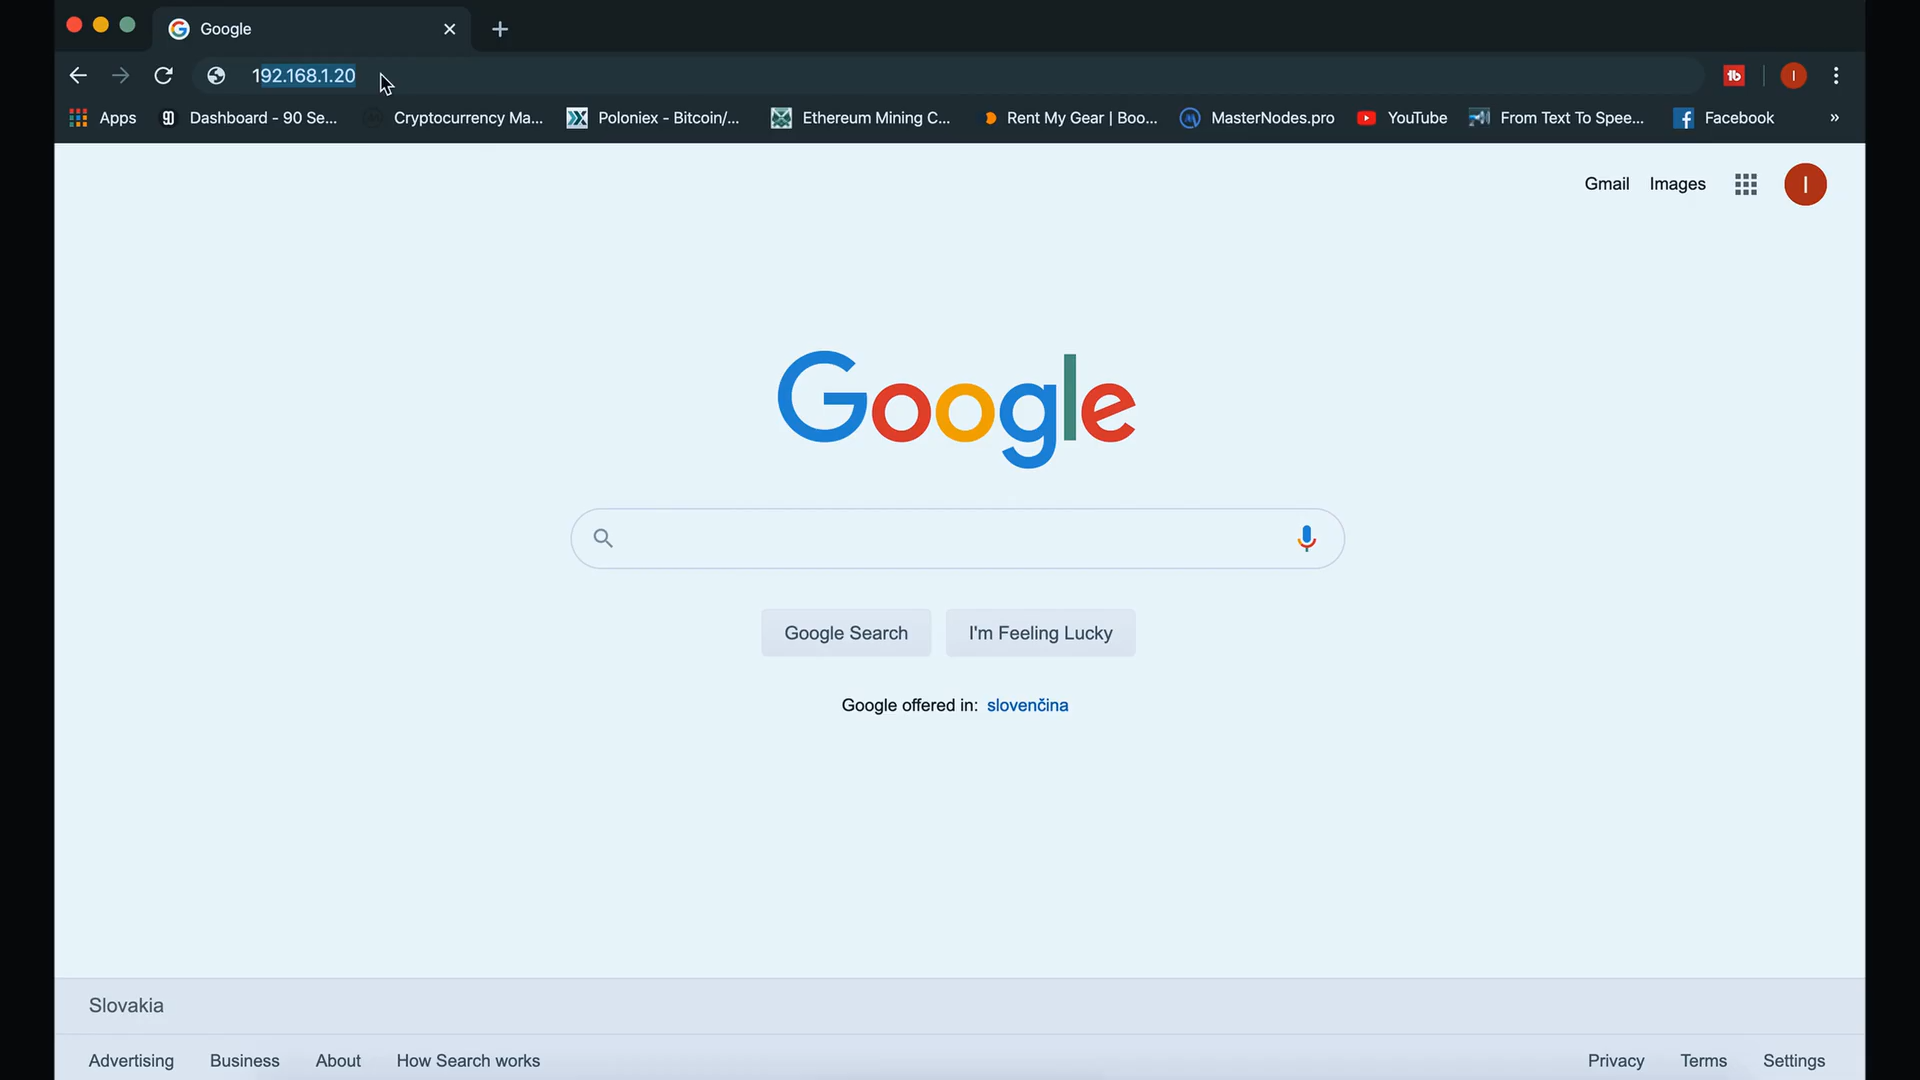 Google
192.168.1.20
Apps
Dashboard - 90 Se...
Cryptocurrency Ma...
Poloniex - Bitcoin/...
Ethereum Mining C...
Rent My Gear | Boo...
MasterNodes.pro
YouTube
From Text To Spee...
Facebook
»
Gmail
Images
I
Google
Google Search
I'm Feeling Lucky
Google offered in: slovenčina
Slovakia
Advertising
Business
About
How Search works
Privacy
Terms
Settings